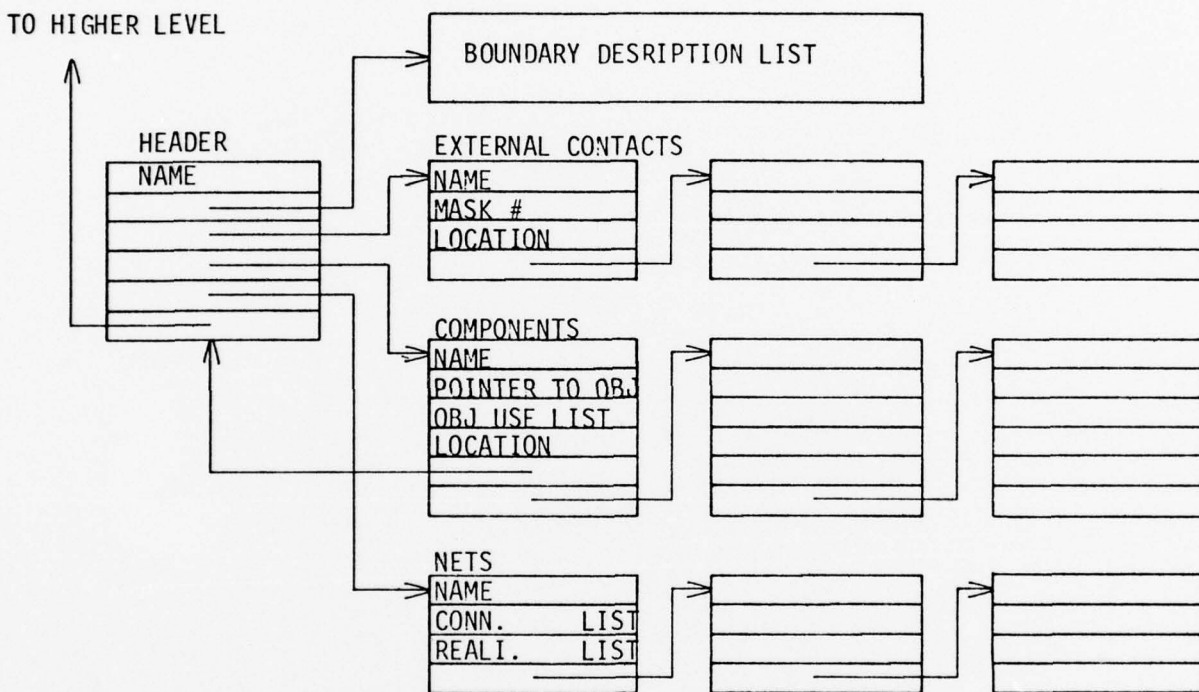 TO HIGHER LEVEL
BOUNDARY DESRIPTION LIST
HEADER
NAME
EXTERNAL CONTACTS
NAME
MASK #
LOCATION
COMPONENTS
NAME
POINTER TO OBJ
OBJ USE LIST
LOCATION
NETS
NAME
CONN. LIST
REALI. LIST